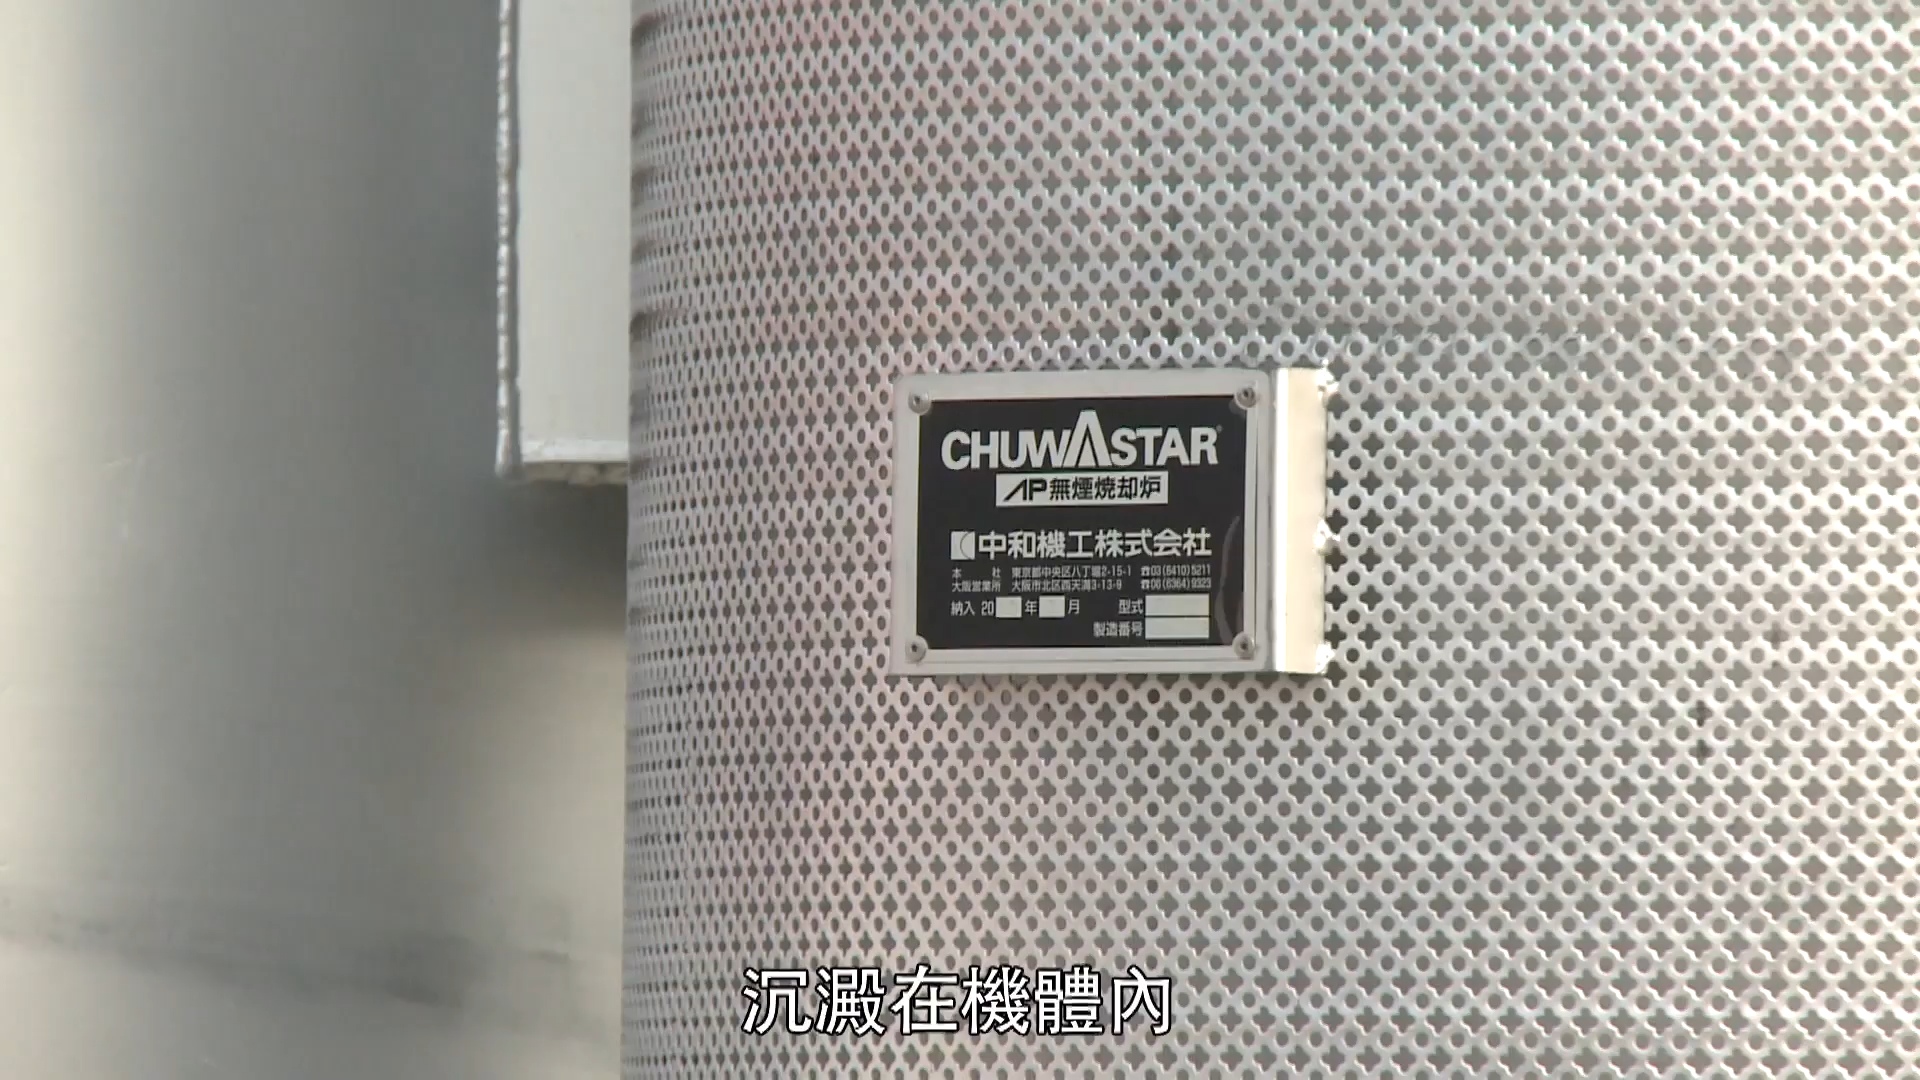 CHUWASTAR®
AP無煙焼却炉
中和機工株式会社
本　　社　東京都中央区八丁堀2-15-1　☎03(6410)5211
大阪営業所　大阪市北区西天満3-13-9　☎06(6364)9323
納入 20　年　月　型式
製造番号
沉澱在機體內